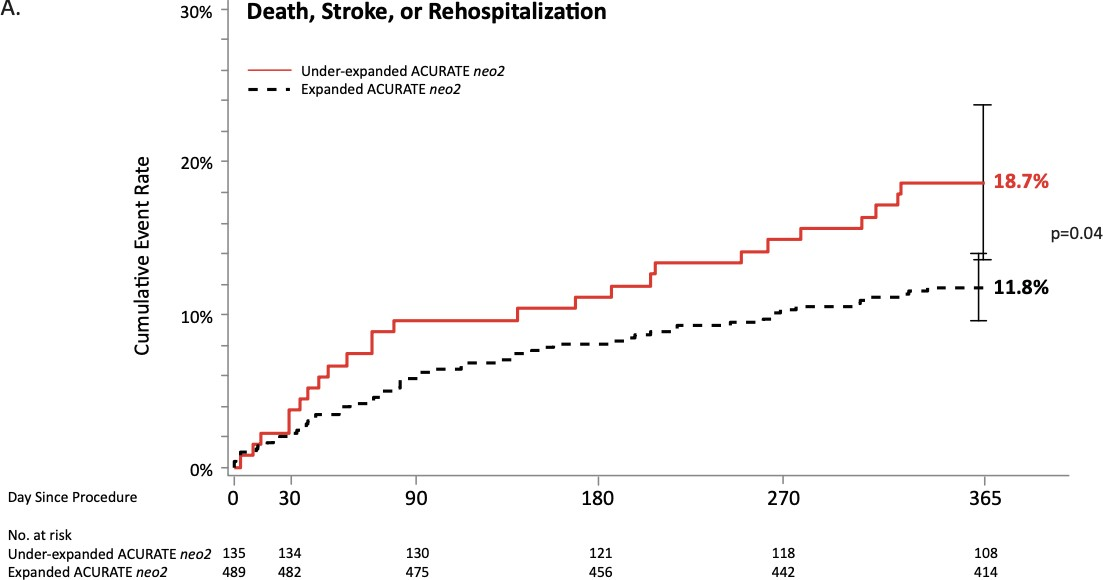 A.
Death, Stroke, or Rehospitalization
Under-expanded ACURATE neo2
Expanded ACURATE neo2
Cumulative Event Rate
30%
20%
10%
0%
18.7%
p=0.04
11.8%
Day Since Procedure 0 30 90 180 270 365
No. at risk
Under-expanded ACURATE neo2 135 134 130 121 118 108
Expanded ACURATE neo2 489 482 475 456 442 414